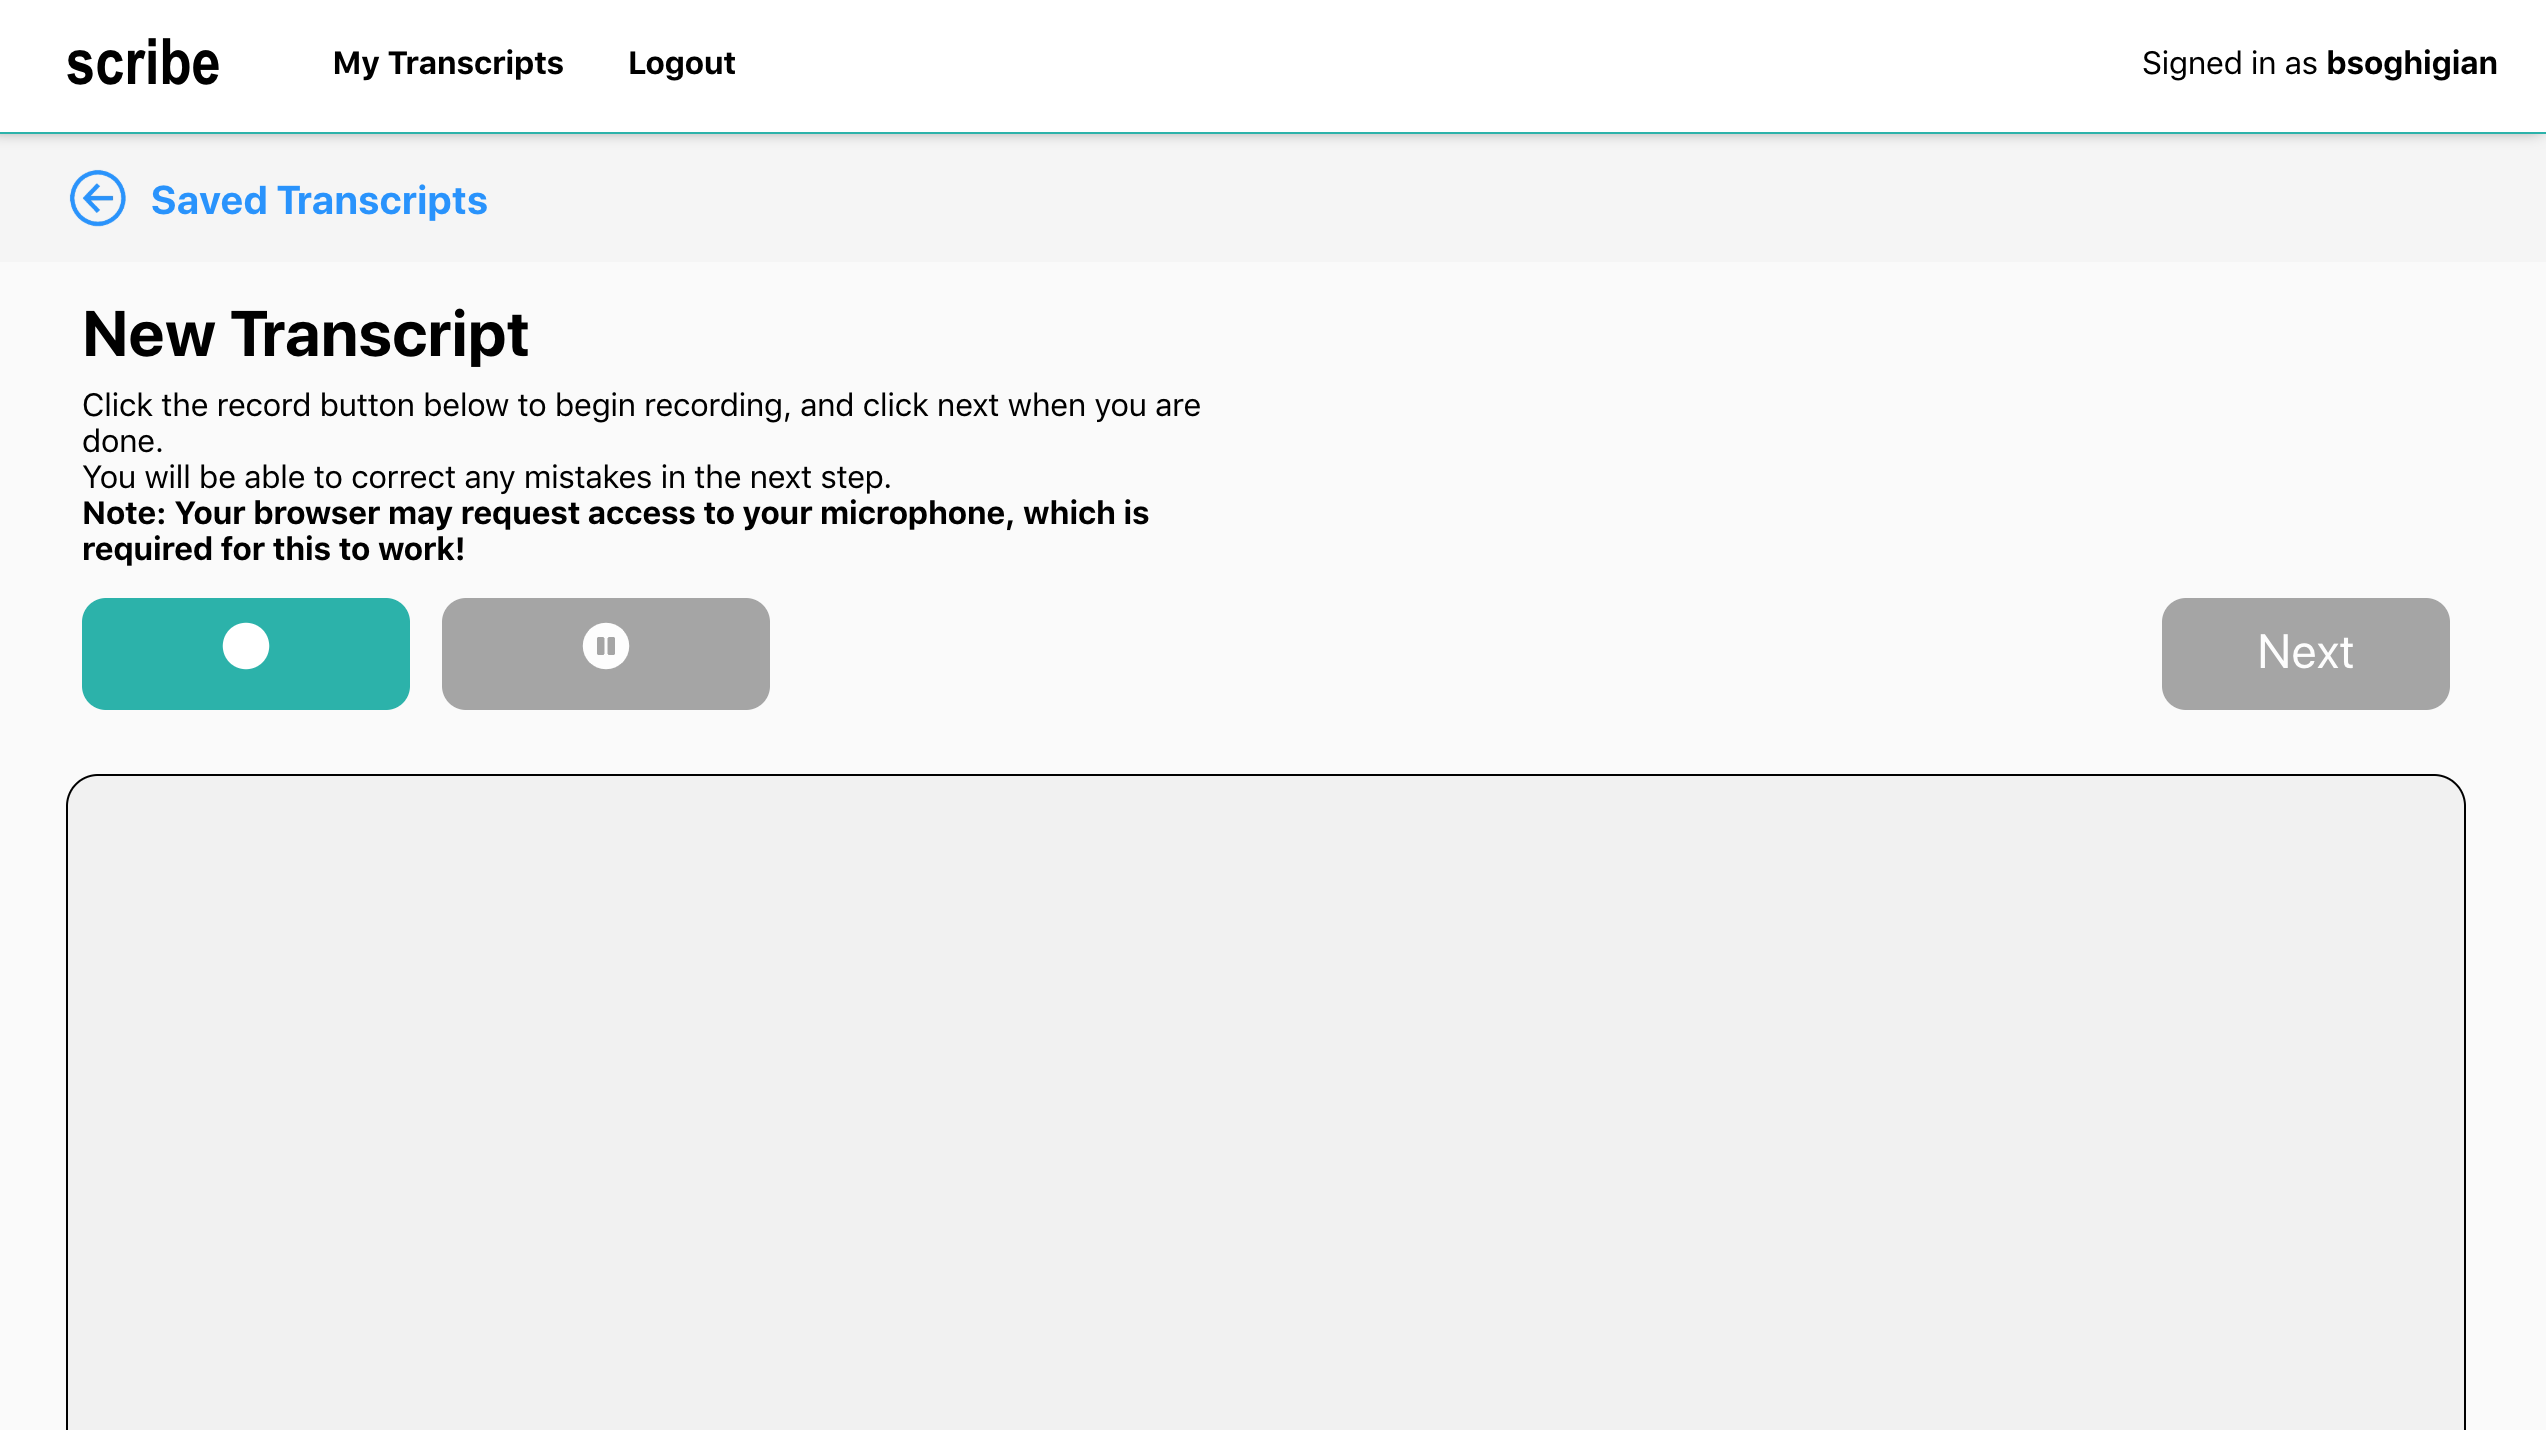 scribe
My Transcripts
Logout
Signed in as bsoghigian
Saved Transcripts
New Transcript
Click the record button below to begin recording, and click next when you are
done.
You will be able to correct any mistakes in the next step.
Note: Your browser may request access to your microphone, which is
required for this to work!
Next